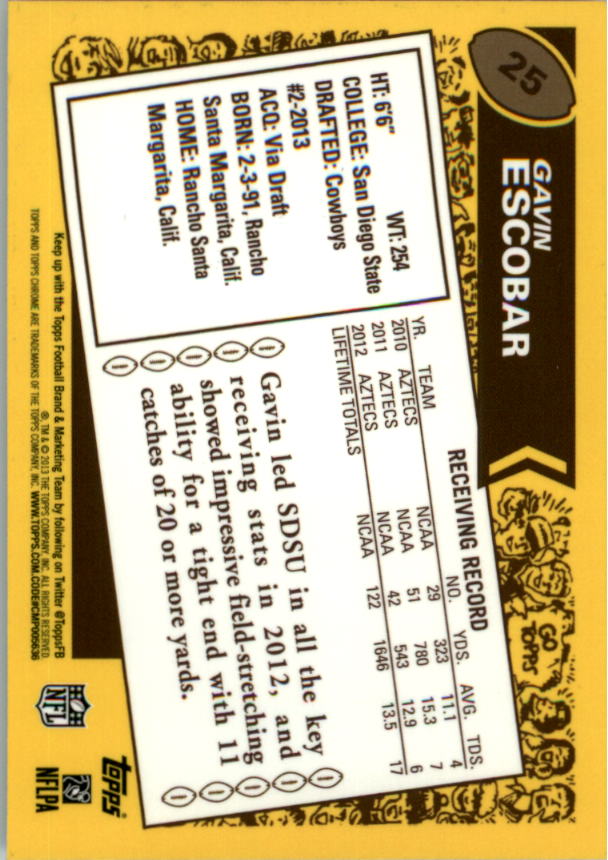 25
GAVIN
ESCOBAR
HT: 6'6" WT: 254
COLLEGE: San Diego State
DRAFTED: Cowboys
#2-2013
ACQ: Via Draft
BORN: 2-3-91, Rancho
Santa Margarita, Calif.
HOME: Rancho Santa
Margarita, Calif.
RECEIVING RECORD
YR. TEAM NO. YDS. AVG. TDS.
2010 AZTECS NCAA 29 323 11.1 4
2011 AZTECS NCAA 51 780 15.3 7
2012 AZTECS NCAA 42 543 12.9 6
LIFETIME TOTALS NCAA 122 1646 13.5 17
Gavin led SDSU in all the key
receiving stats in 2012, and
showed impressive field-stretching
ability for a tight end with 11
catches of 20 or more yards.
GO
TOPPS
Keep up with the Topps Football Brand & Marketing Team by following on Twitter @ToppsFB
®, TM & © 2013 THE TOPPS COMPANY, INC. ALL RIGHTS RESERVED
TOPPS AND TOPPS CHROME ARE TRADEMARKS OF THE TOPPS COMPANY, INC. WWW.TOPPS.COM.CODE#CMP005636
NFL
topps®
NFLPA